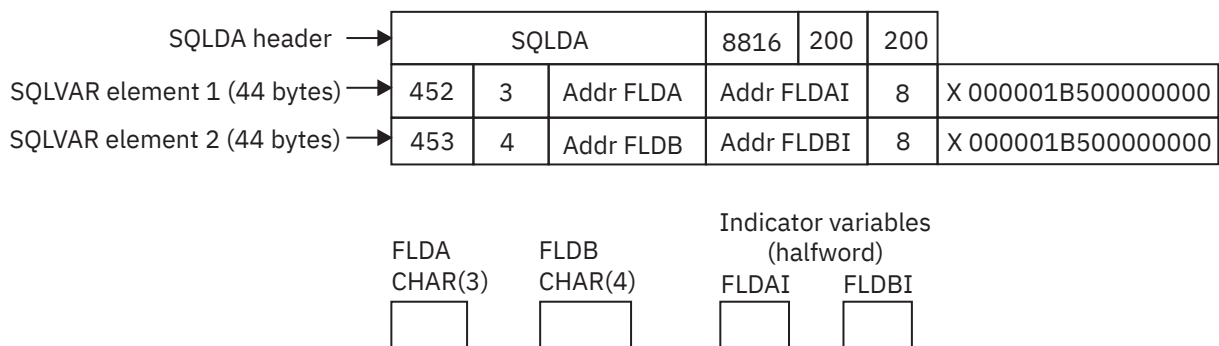 SQLDA header SQLDA 8816 200 200
SQLVAR element 1 (44 bytes) 452 3 Addr FLDA Addr FLDAI 8 X 000001B500000000
SQLVAR element 2 (44 bytes) 453 4 Addr FLDB Addr FLDBI 8 X 000001B500000000
Indicator variables
(halfword)
FLDA FLDB
CHAR(3) CHAR(4) FLDAI FLDBI